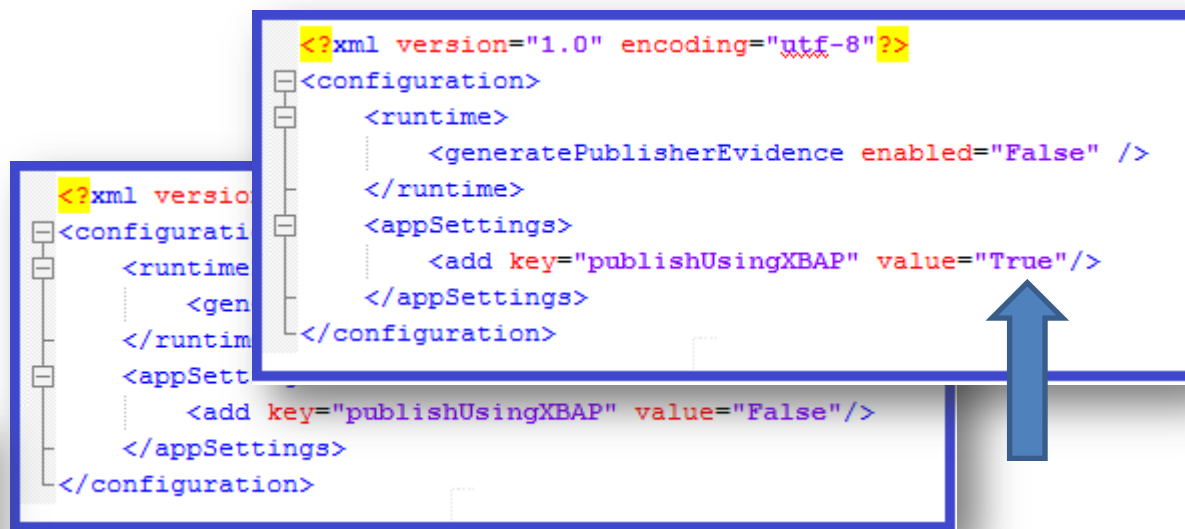 <?xml version="1.0" encoding="utf-8"?>
<configuration>
<runtime>
<generatePublisherEvidence enabled="False" />
</runtime>
<appSettings>
<add key="publishUsingXBAP" value="True"/>
</appSettings>
</configuration>
<?xml versio
<configurati
<runtime
<gen
</runtim
<appSett
<add key="publishUsingXBAP" value="False"/>
</appSettings>
</configuration>